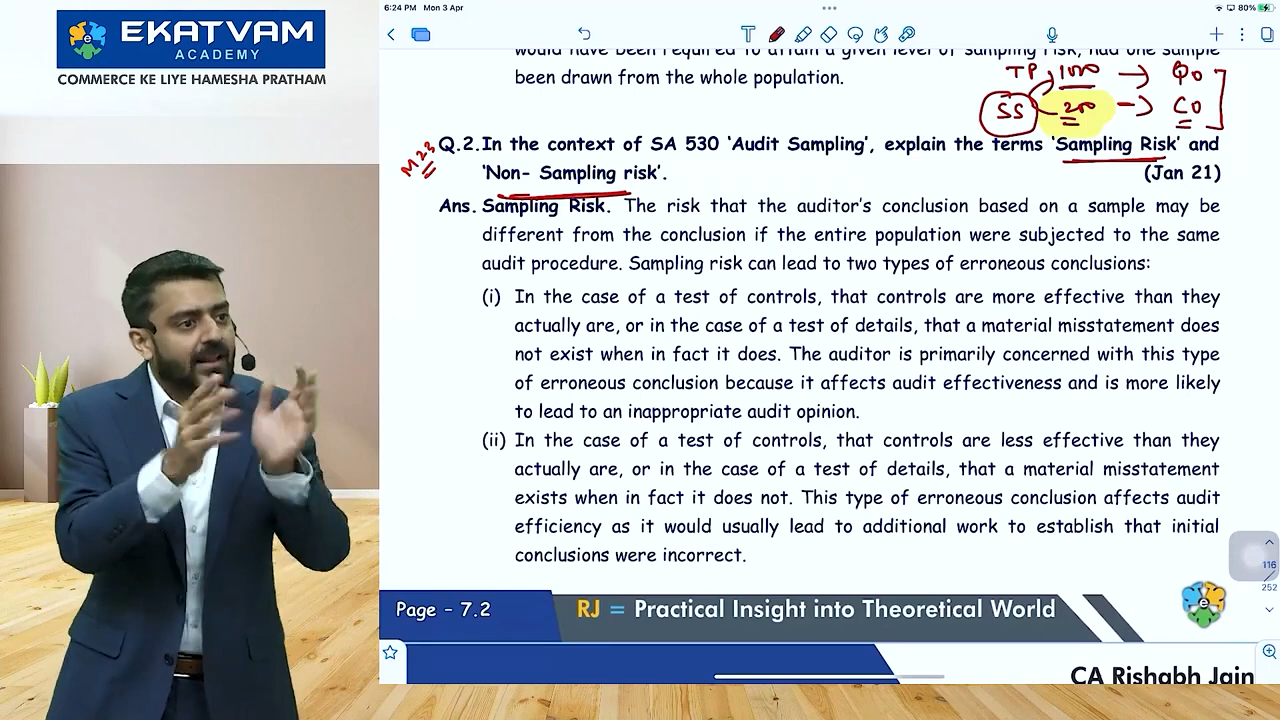 6:24 PM Mon 3 Apr
80%
EKATVAM
ACADEMY
COMMERCE KE LIYE HAMESHA PRATHAM
would have been required to attain a given level of sampling risk, had one sample
been drawn from the whole population.
TP 1000 → QO
SS 200 → CO
M23
Q.2. In the context of SA 530 ‘Audit Sampling’, explain the terms ‘Sampling Risk’ and
‘Non- Sampling risk’. (Jan 21)
Ans. Sampling Risk. The risk that the auditor’s conclusion based on a sample may be
different from the conclusion if the entire population were subjected to the same
audit procedure. Sampling risk can lead to two types of erroneous conclusions:
(i) In the case of a test of controls, that controls are more effective than they
actually are, or in the case of a test of details, that a material misstatement does
not exist when in fact it does. The auditor is primarily concerned with this type
of erroneous conclusion because it affects audit effectiveness and is more likely
to lead to an inappropriate audit opinion.
(ii) In the case of a test of controls, that controls are less effective than they
actually are, or in the case of a test of details, that a material misstatement
exists when in fact it does not. This type of erroneous conclusion affects audit
efficiency as it would usually lead to additional work to establish that initial
conclusions were incorrect.
116
252
Page - 7.2
RJ = Practical Insight into Theoretical World
CA Rishabh Jain